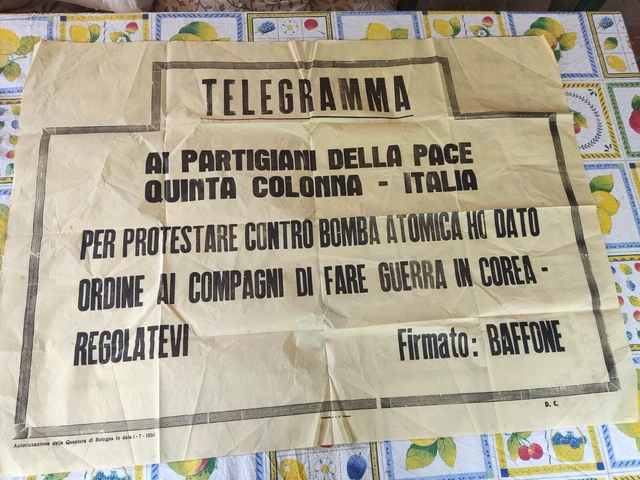 TELEGRAMMA
AI PARTIGIANI DELLA PACE
QUINTA COLONNA - ITALIA
PER PROTESTARE CONTRO BOMBA ATOMICA HO DATO
ORDINE AI COMPAGNI DI FARE GUERRA IN COREA -
REGOLATEVI Firmato: BAFFONE
D. C.
Autorizzazione della Questura di Bologna in data 1-7-1950